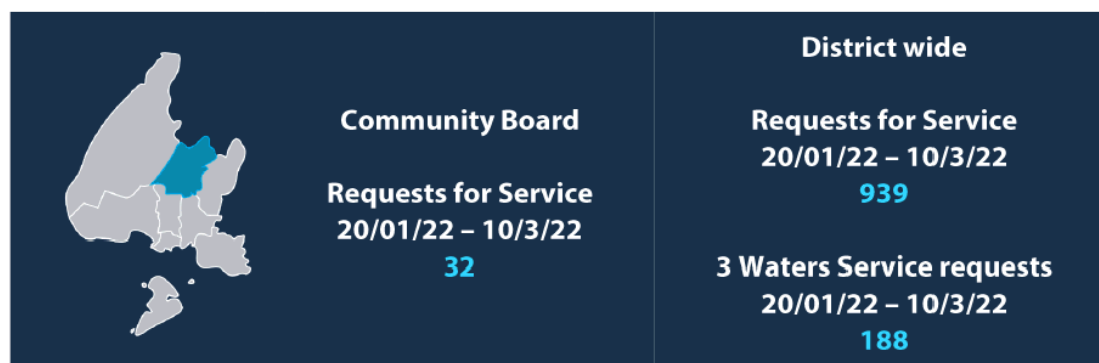 Community Board
Requests for Service
20/01/22 – 10/3/22
32
District wide
Requests for Service
20/01/22 – 10/3/22
939
3 Waters Service requests
20/01/22 – 10/3/22
188